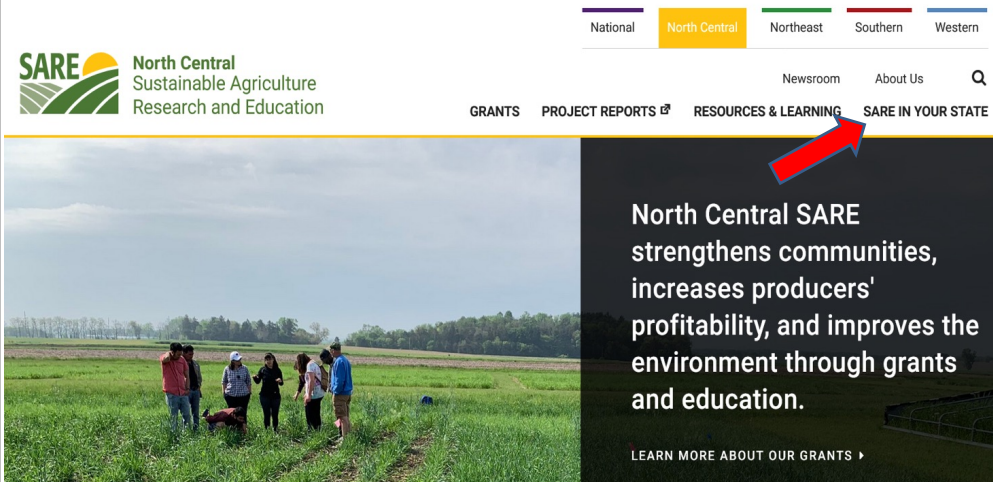 National North Central Northeast Southern Western
SARE
North Central
Sustainable Agriculture
Research and Education
Newsroom About Us
GRANTS PROJECT REPORTS RESOURCES & LEARNING SARE IN YOUR STATE
North Central SARE
strengthens communities,
increases producers'
profitability, and improves the
environment through grants
and education.
LEARN MORE ABOUT OUR GRANTS